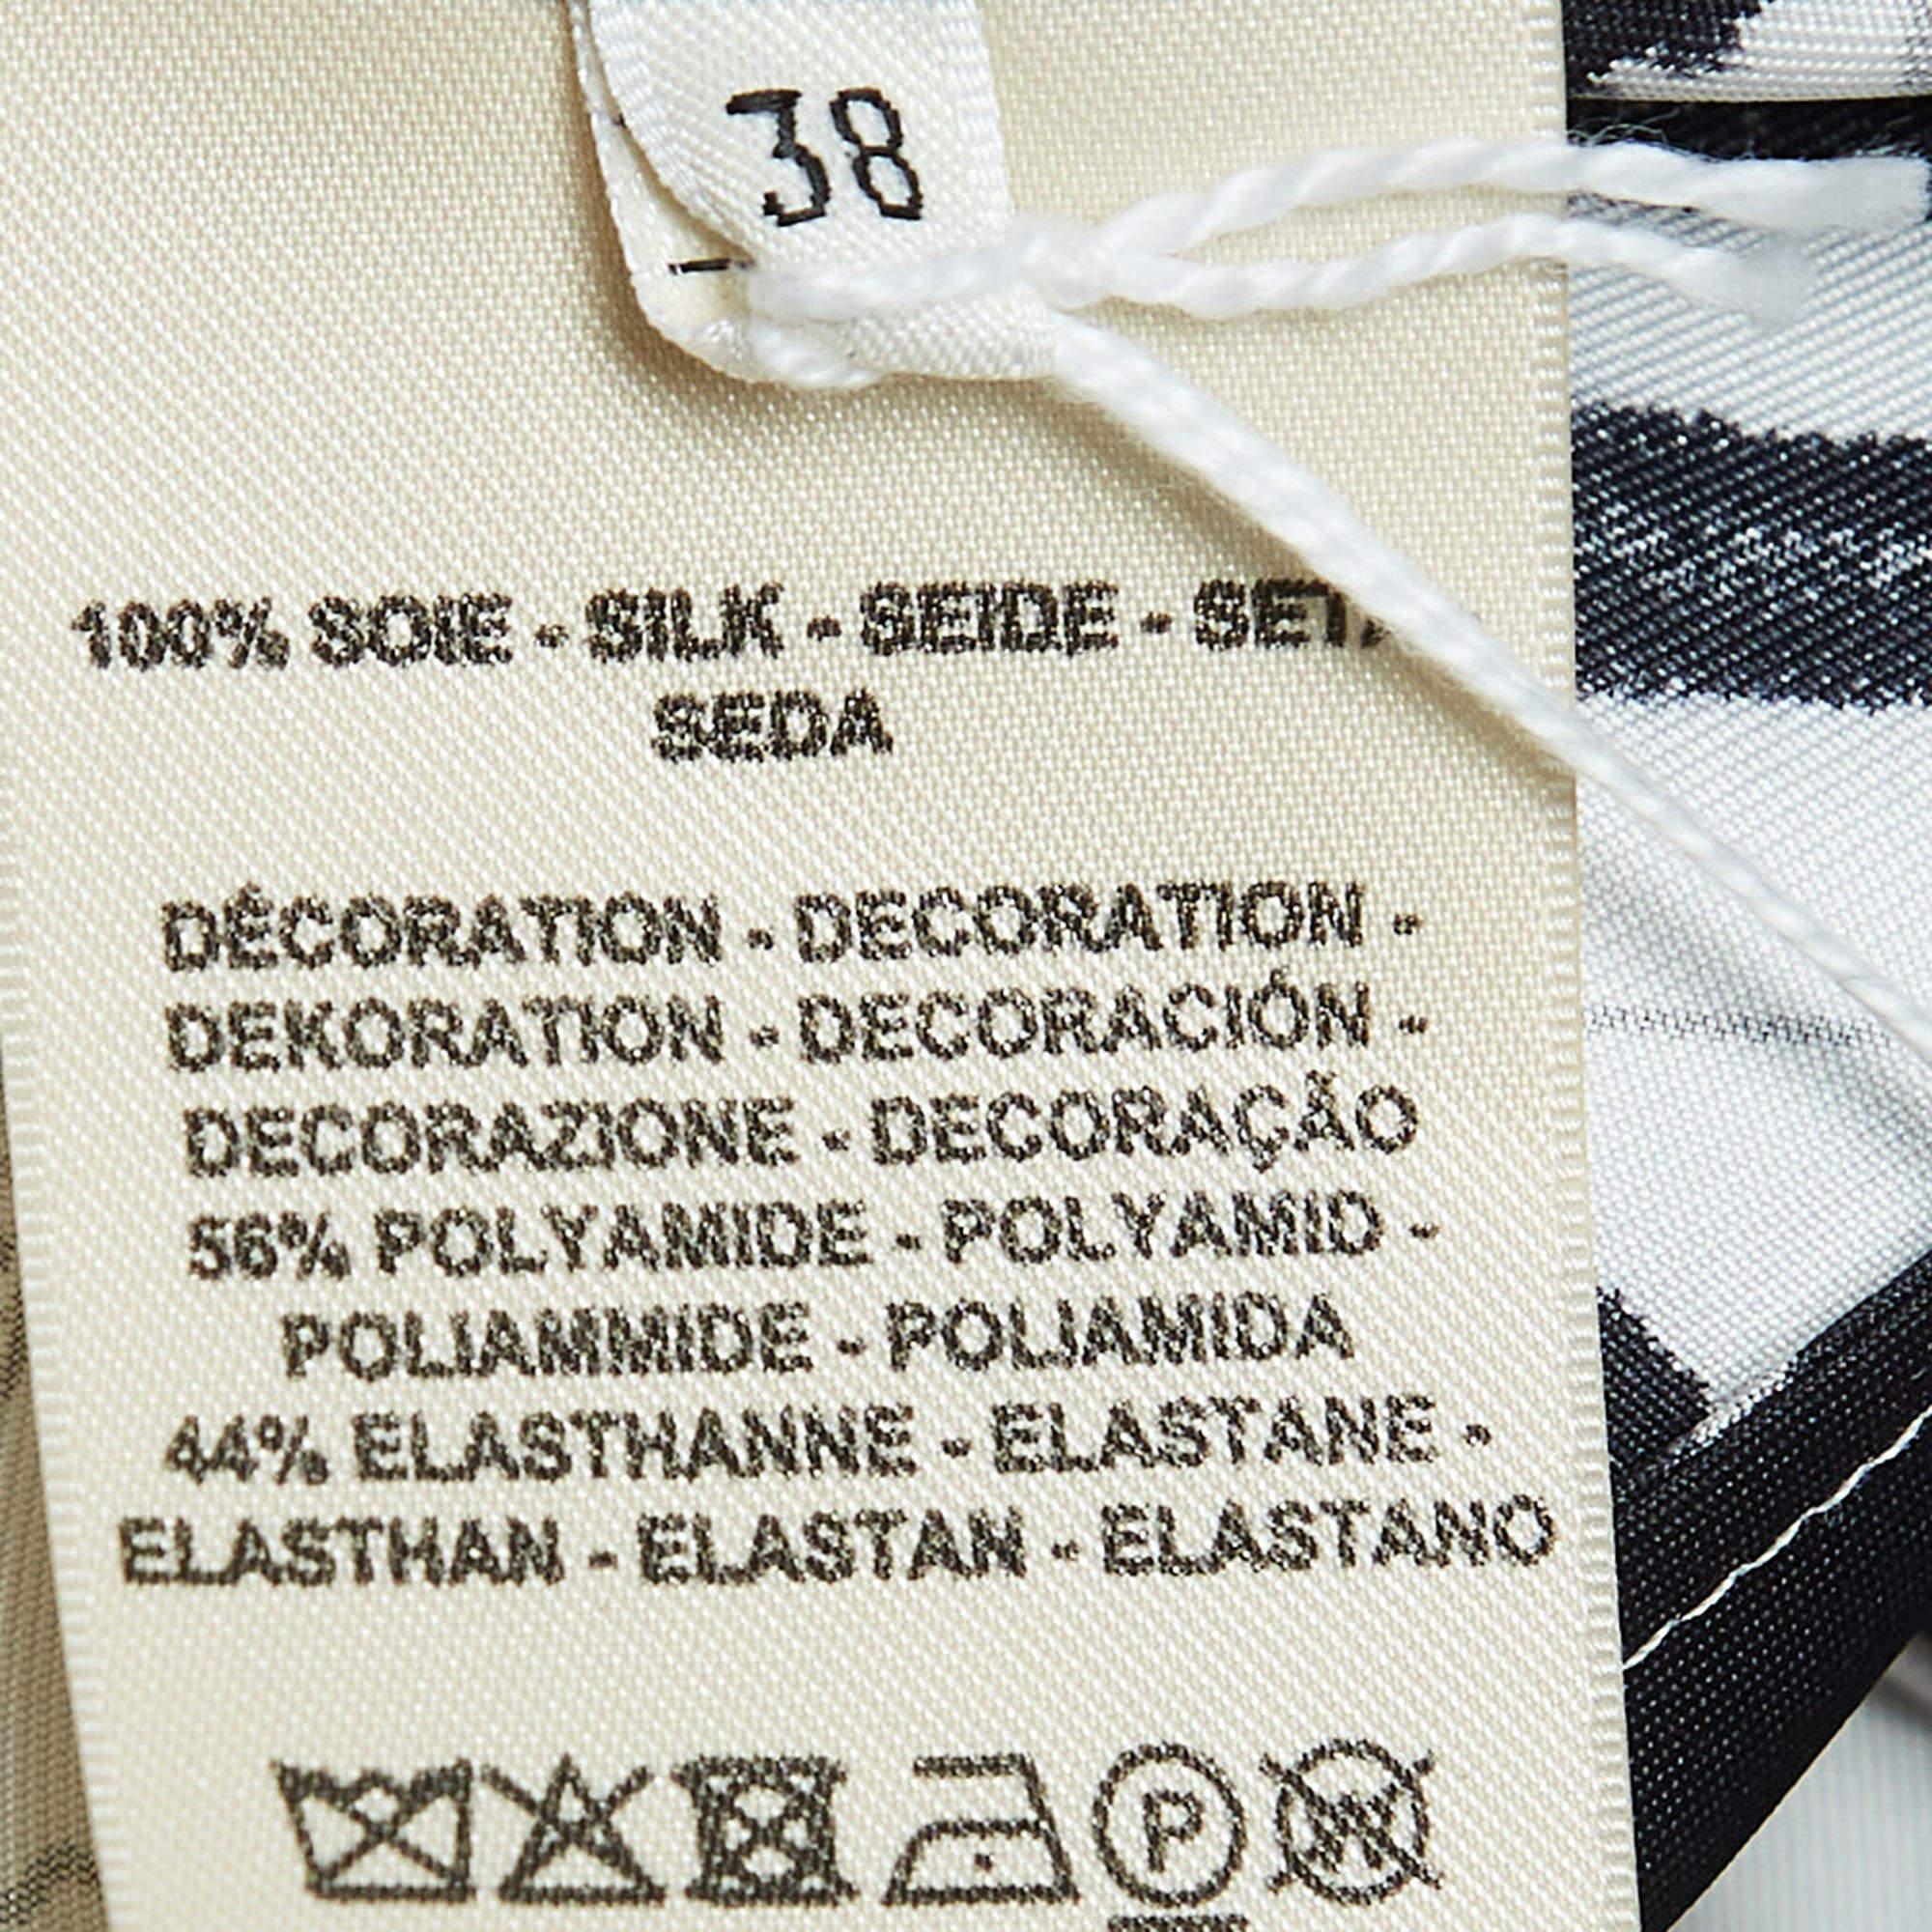 38
100% SOIE - SILK - SEIDE -
SEDA
DÉCORATION - DECORATION -
DEKORATION - DECORACIÓN -
DECORAZIONE - DECORAÇÃO
56% POLYAMIDE - POLYAMID -
POLIAMMIDE - POLIAMIDA
44% ELASTHANNE - ELASTANE -
ELASTHAN - ELASTAN - ELASTANO
P W